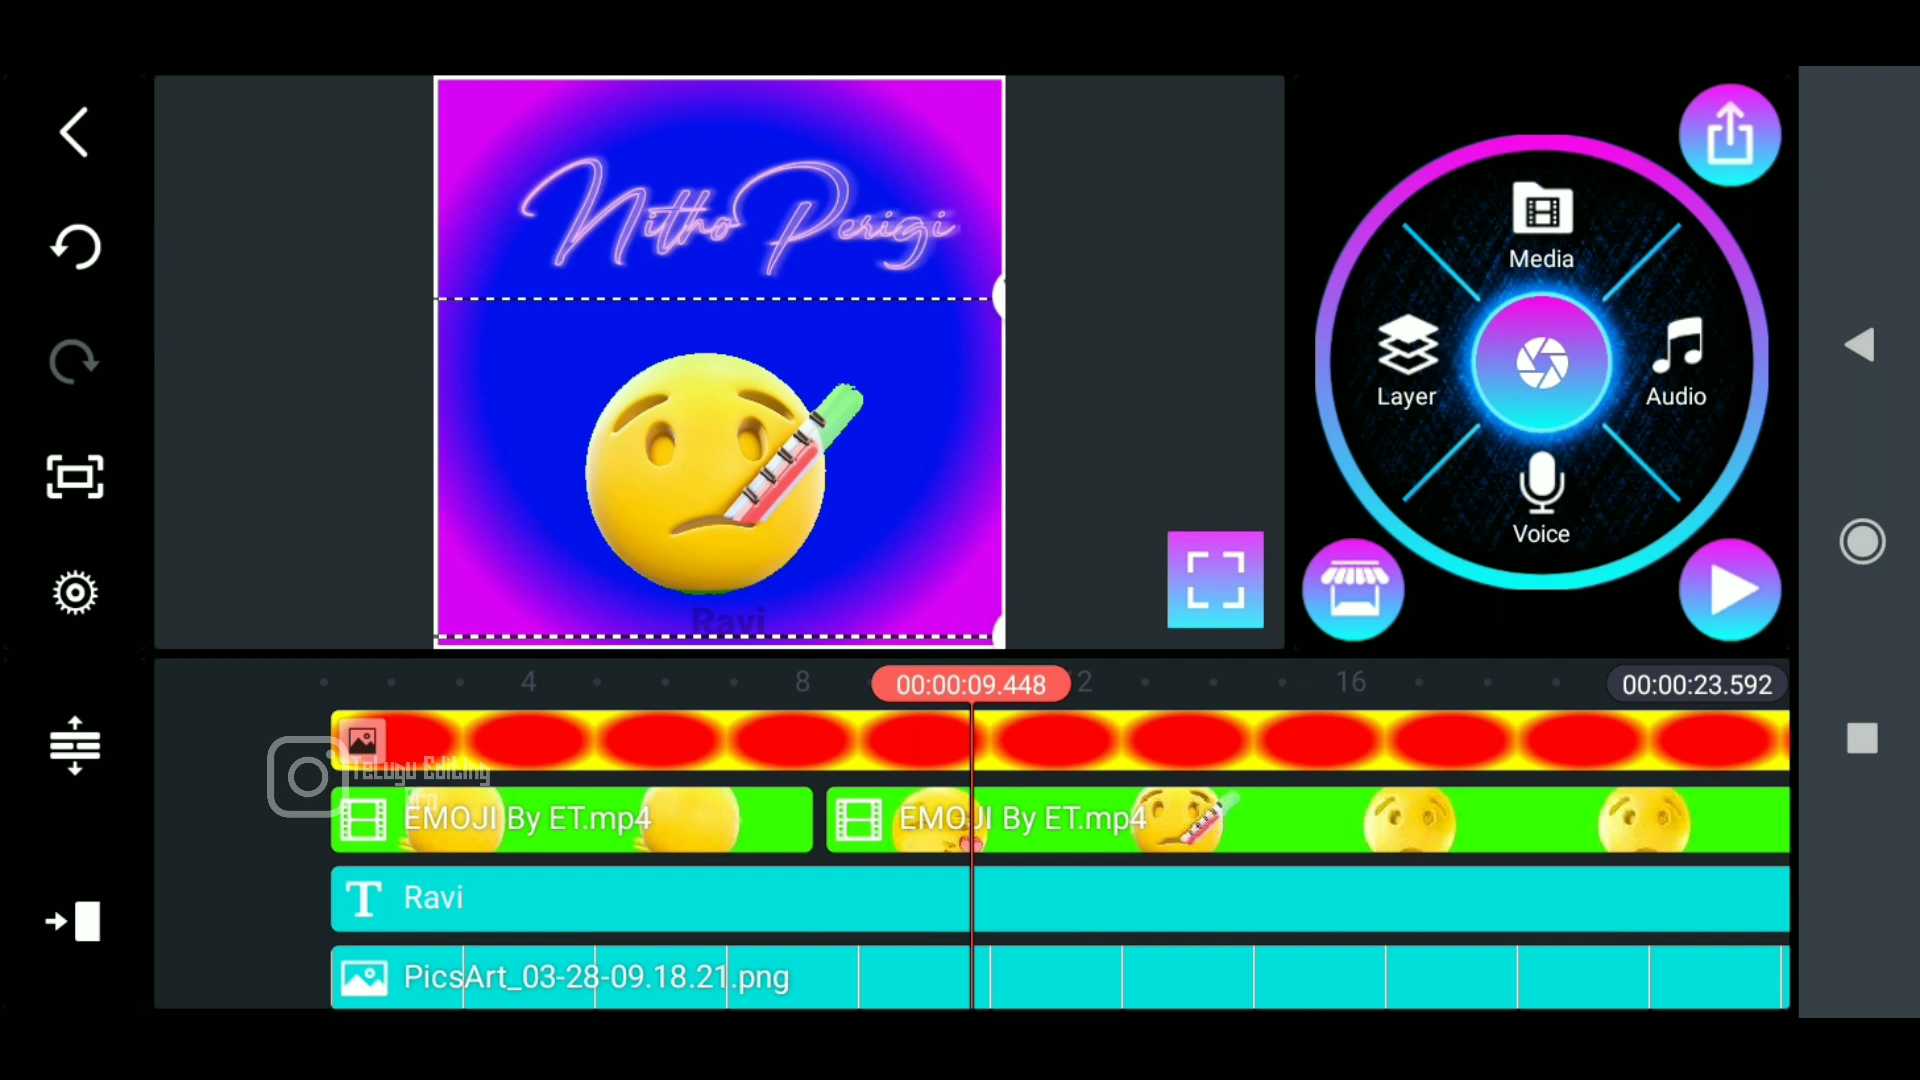 Nitho Perigi
Media
Layer
Audio
Voice
Ravi
4
8
00:00:09.448
16
00:00:23.592
Telugu Editing
EMOJI By ET.mp4
EMOJI By ET.mp4
Ravi
PicsArt_03-28-09.18.21.png